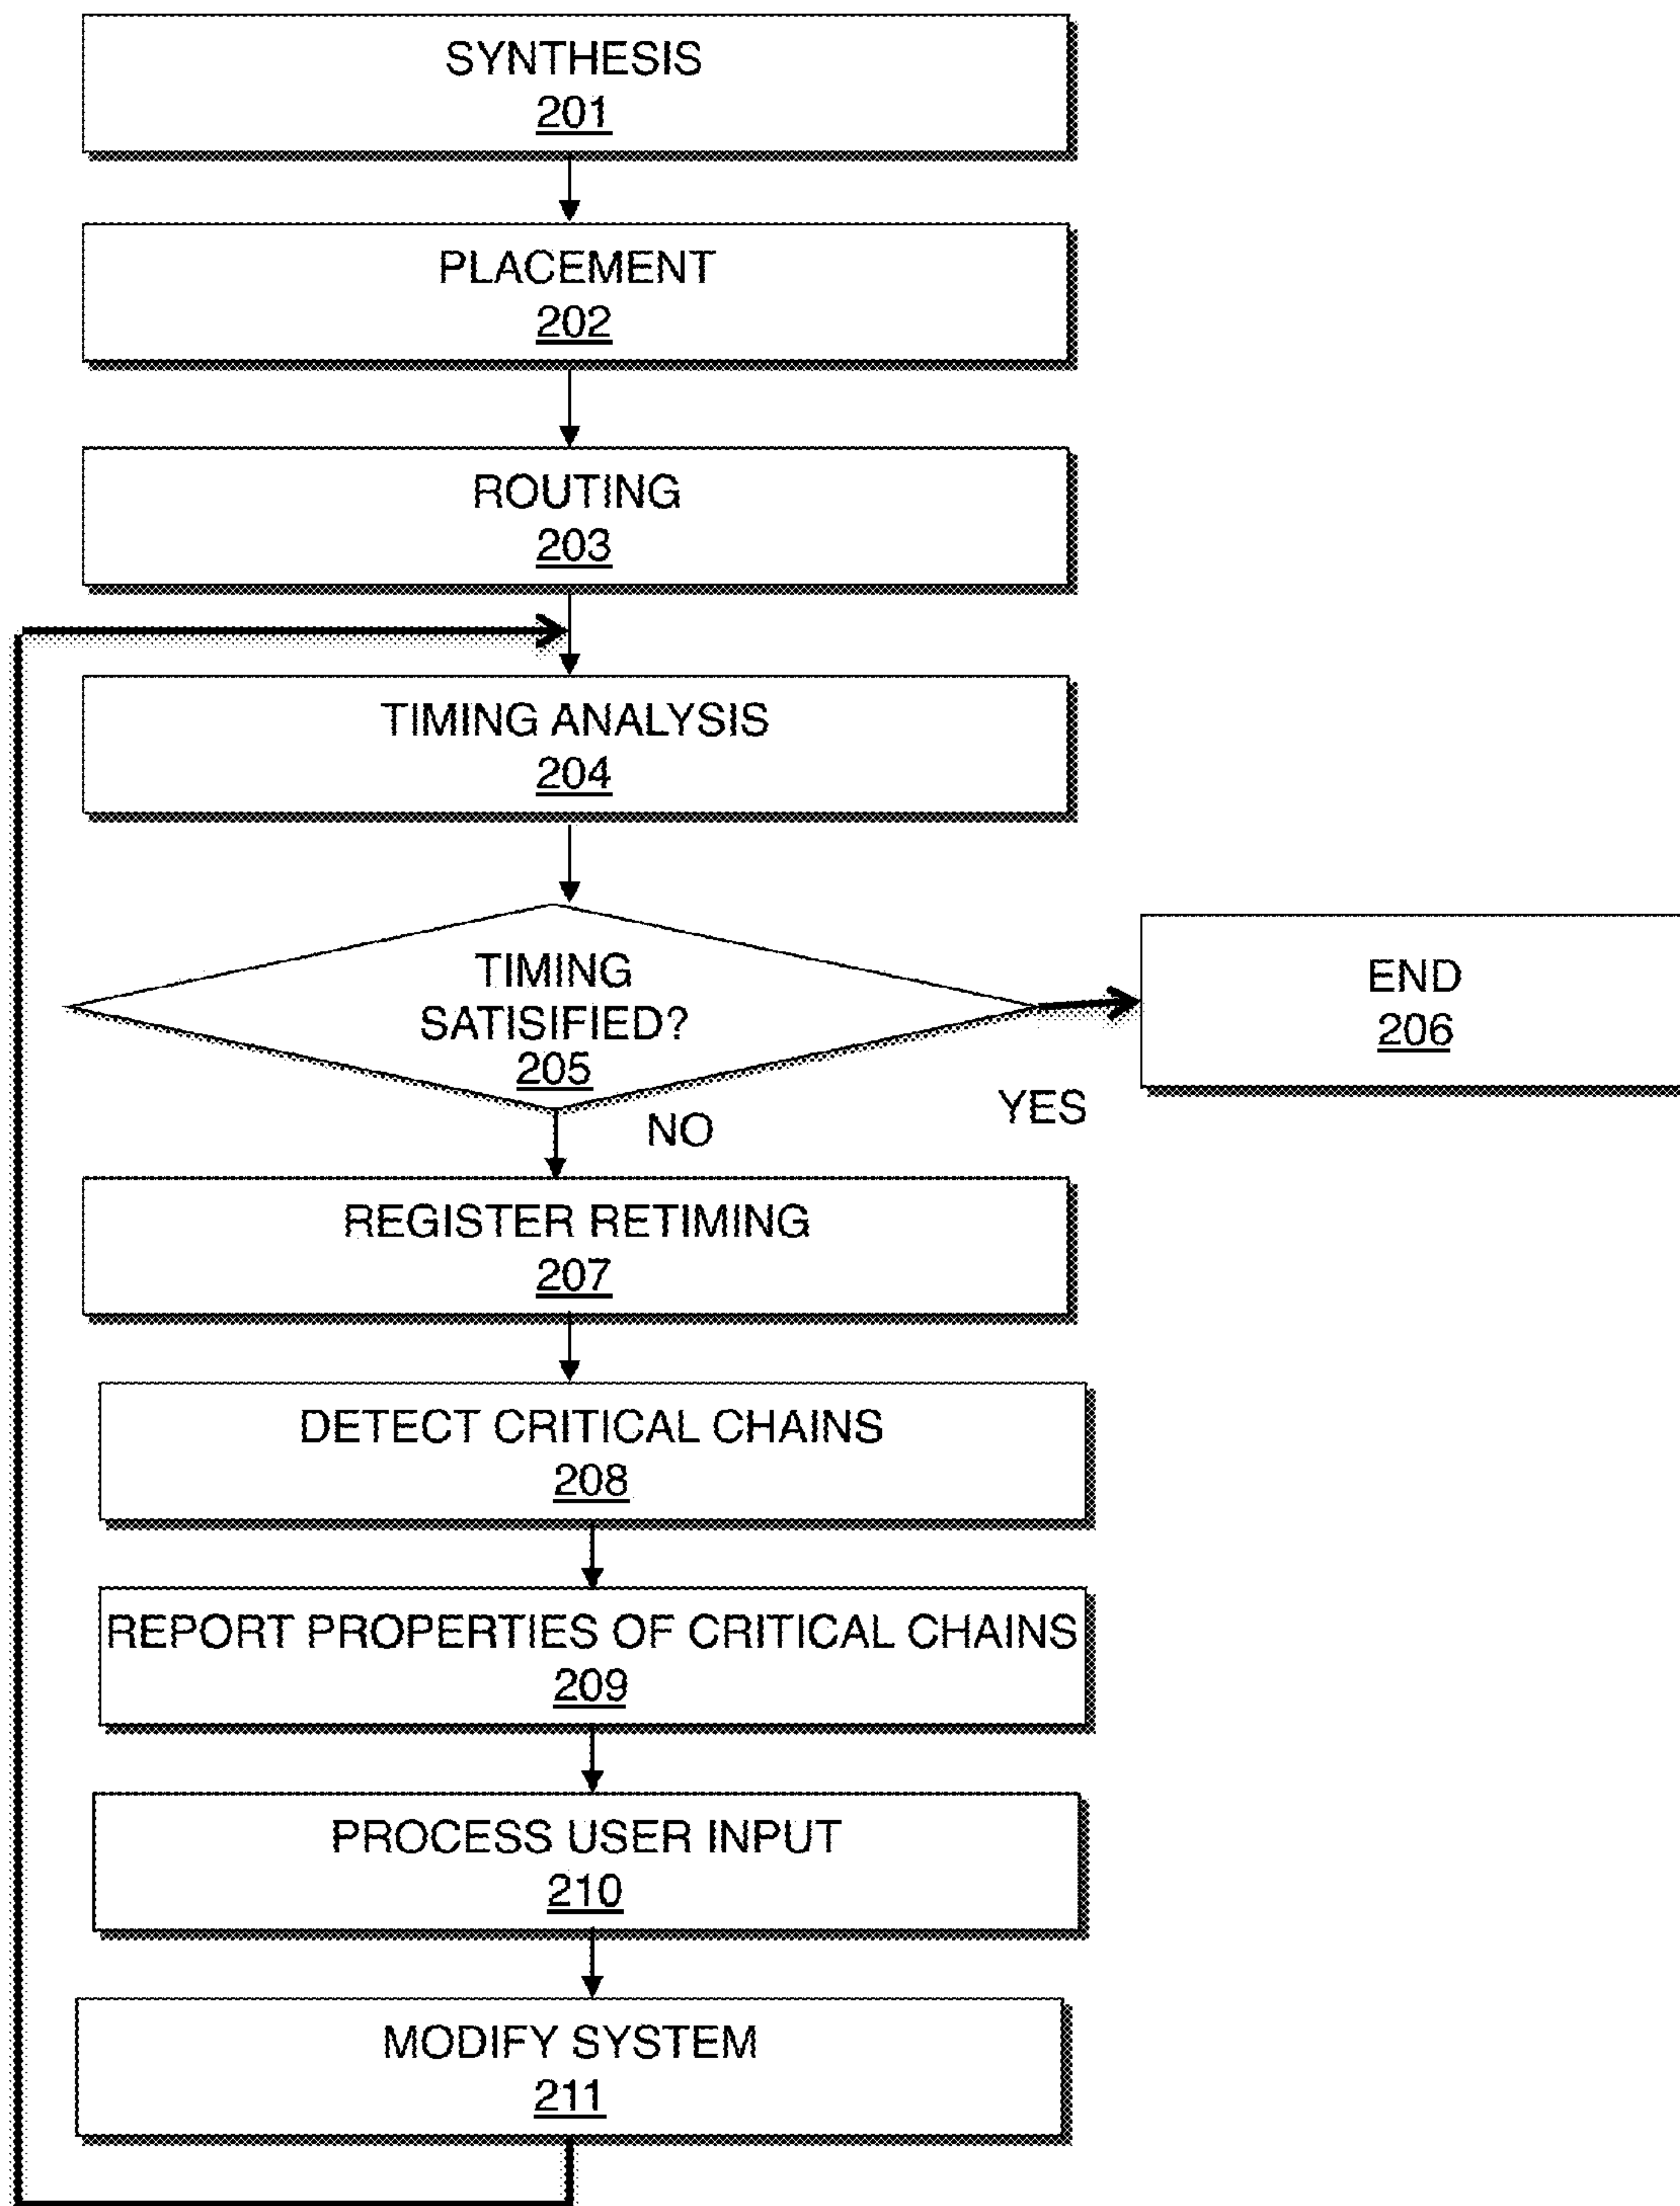 SYNTHESIS
201
PLACEMENT
202
ROUTING
203
TIMING ANALYSIS
204
TIMING
SATISIFIED?
205
END
206
YES
NO
REGISTER RETIMING
207
DETECT CRITICAL CHAINS
208
REPORT PROPERTIES OF CRITICAL CHAINS
209
PROCESS USER INPUT
210
MODIFY SYSTEM
211